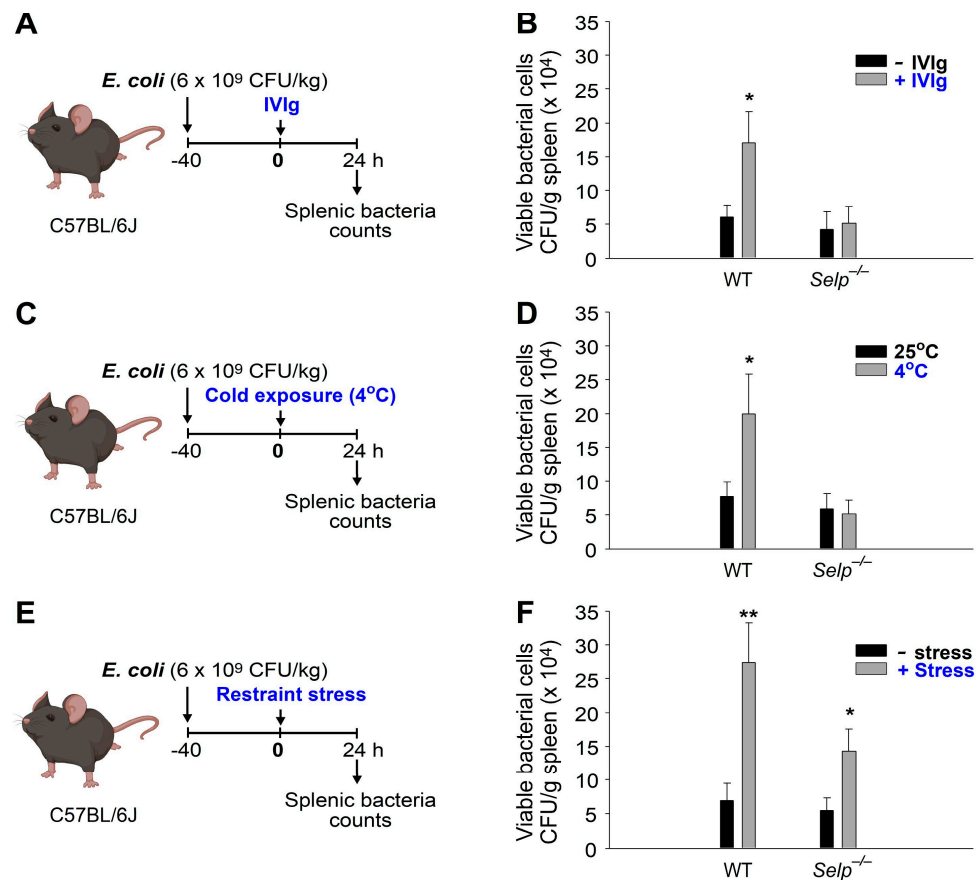 A
E. coli (6 x 10⁹ CFU/kg)
IVIg
-40
0
24 h
Splenic bacteria
counts
C57BL/6J
B
Viable bacterial cells
CFU/g spleen (x 10⁴)
35
30
25
20
15
10
5
0
- IVIg
+ IVIg
*
WT
Selp⁻/⁻
C
E. coli (6 x 10⁹ CFU/kg)
Cold exposure (4°C)
-40
0
24 h
Splenic bacteria
counts
C57BL/6J
D
Viable bacterial cells
CFU/g spleen (x 10⁴)
35
30
25
20
15
10
5
0
25°C
4°C
*
WT
Selp⁻/⁻
E
E. coli (6 x 10⁹ CFU/kg)
Restraint stress
-40
0
24 h
Splenic bacteria
counts
C57BL/6J
F
Viable bacterial cells
CFU/g spleen (x 10⁴)
35
30
25
20
15
10
5
0
- stress
+ Stress
**
*
WT
Selp⁻/⁻